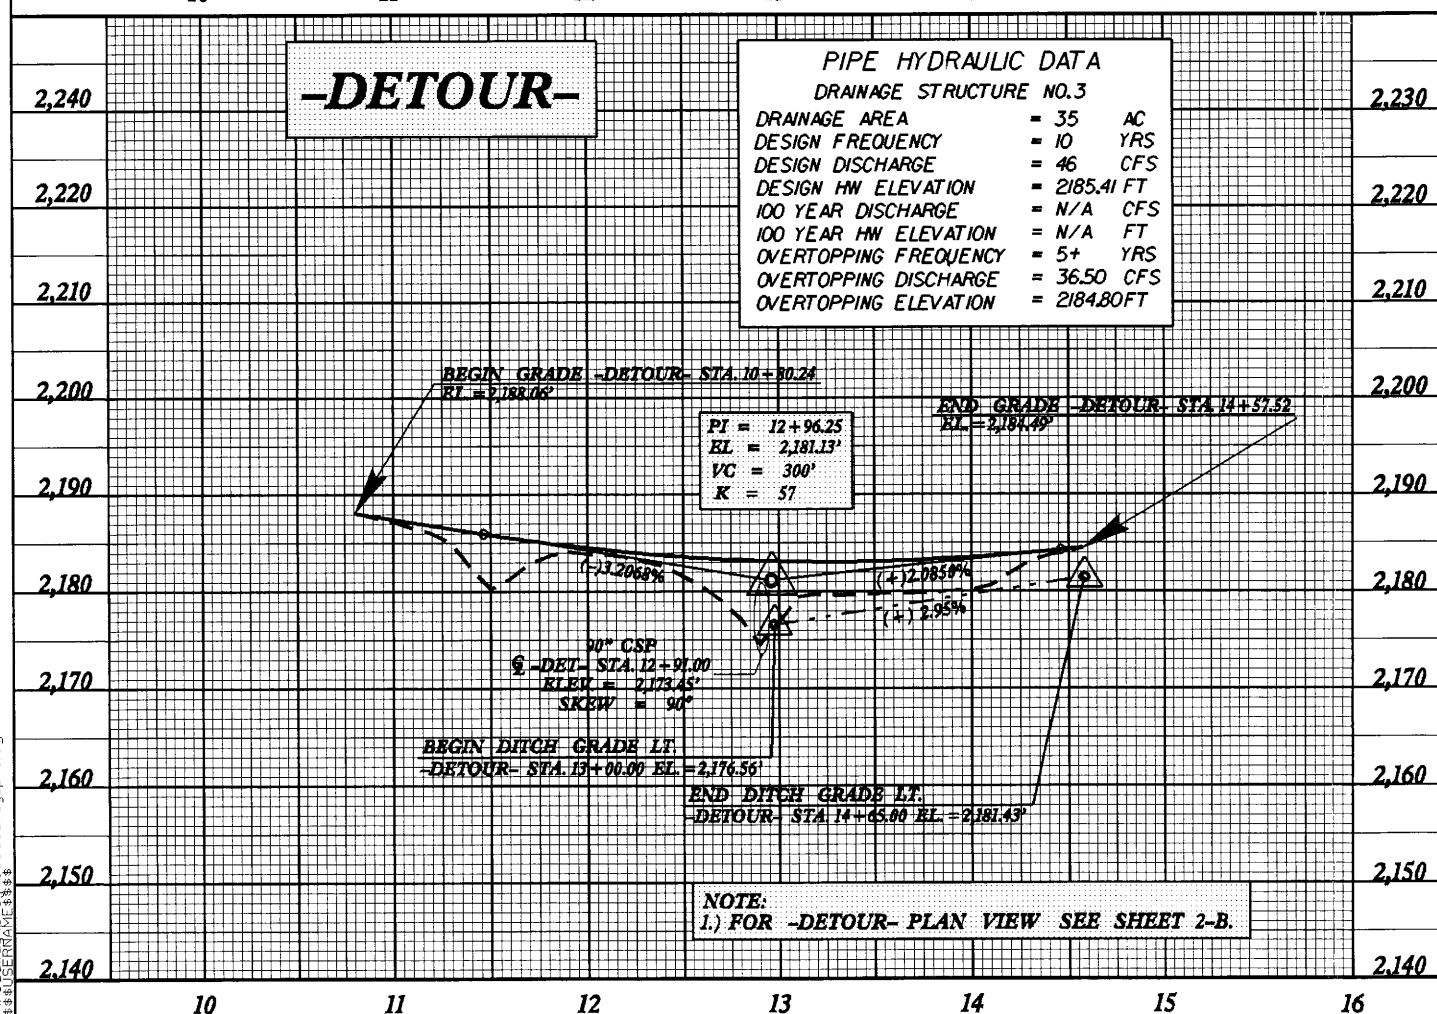 -DETOUR-
PIPE HYDRAULIC DATA
DRAINAGE STRUCTURE NO.3
DRAINAGE AREA = 35 AC
DESIGN FREQUENCY = 10 YRS
DESIGN DISCHARGE = 46 CFS
DESIGN HW ELEVATION = 2185.41 FT
100 YEAR DISCHARGE = N/A CFS
100 YEAR HW ELEVATION = N/A FT
OVERTOPPING FREQUENCY = 5+ YRS
OVERTOPPING DISCHARGE = 36.50 CFS
OVERTOPPING ELEVATION = 2184.80FT
2,240
2,230
2,220
2,220
2,210
2,210
BEGIN GRADE -DETOUR- STA. 10+80.24
EL. = 2,188.06'
2,200
2,200
END GRADE -DETOUR- STA. 14+57.52
EL. = 2,184.49'
PI = 12+96.25
EL = 2,181.13'
VC = 300'
K = 57
2,190
2,190
(-)3.2068%
(+)2.0850%
2,180
2,180
(+) 2.95%
90" CSP
℄ -DET- STA. 12+91.00
ELEV. = 2,173.45'
SKEW = 90°
2,170
2,170
BEGIN DITCH GRADE LT.
-DETOUR- STA. 13+00.00 EL. = 2,176.56'
2,160
2,160
END DITCH GRADE LT.
-DETOUR- STA. 14+65.00 EL. = 2,181.43'
2,150
2,150
NOTE:
1.) FOR -DETOUR- PLAN VIEW SEE SHEET 2-B.
2,140
2,140
10 11 12 13 14 15 16
$$$USERNAME$$$$